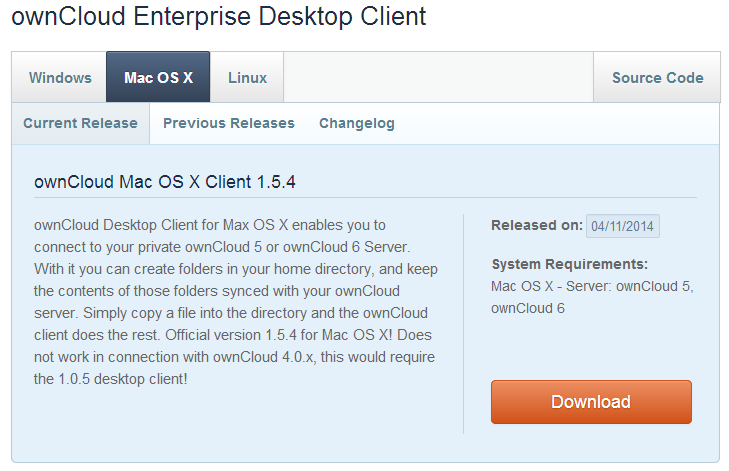 ownCloud Enterprise Desktop Client
Windows
Mac OS X
Linux
Source Code
Current Release
Previous Releases
Changelog
ownCloud Mac OS X Client 1.5.4
ownCloud Desktop Client for Max OS X enables you to
connect to your private ownCloud 5 or ownCloud 6 Server.
With it you can create folders in your home directory, and keep
the contents of those folders synced with your ownCloud
server. Simply copy a file into the directory and the ownCloud
client does the rest. Official version 1.5.4 for Mac OS X! Does
not work in connection with ownCloud 4.0.x, this would require
the 1.0.5 desktop client!
Released on: 04/11/2014
System Requirements:
Mac OS X - Server: ownCloud 5,
ownCloud 6
Download